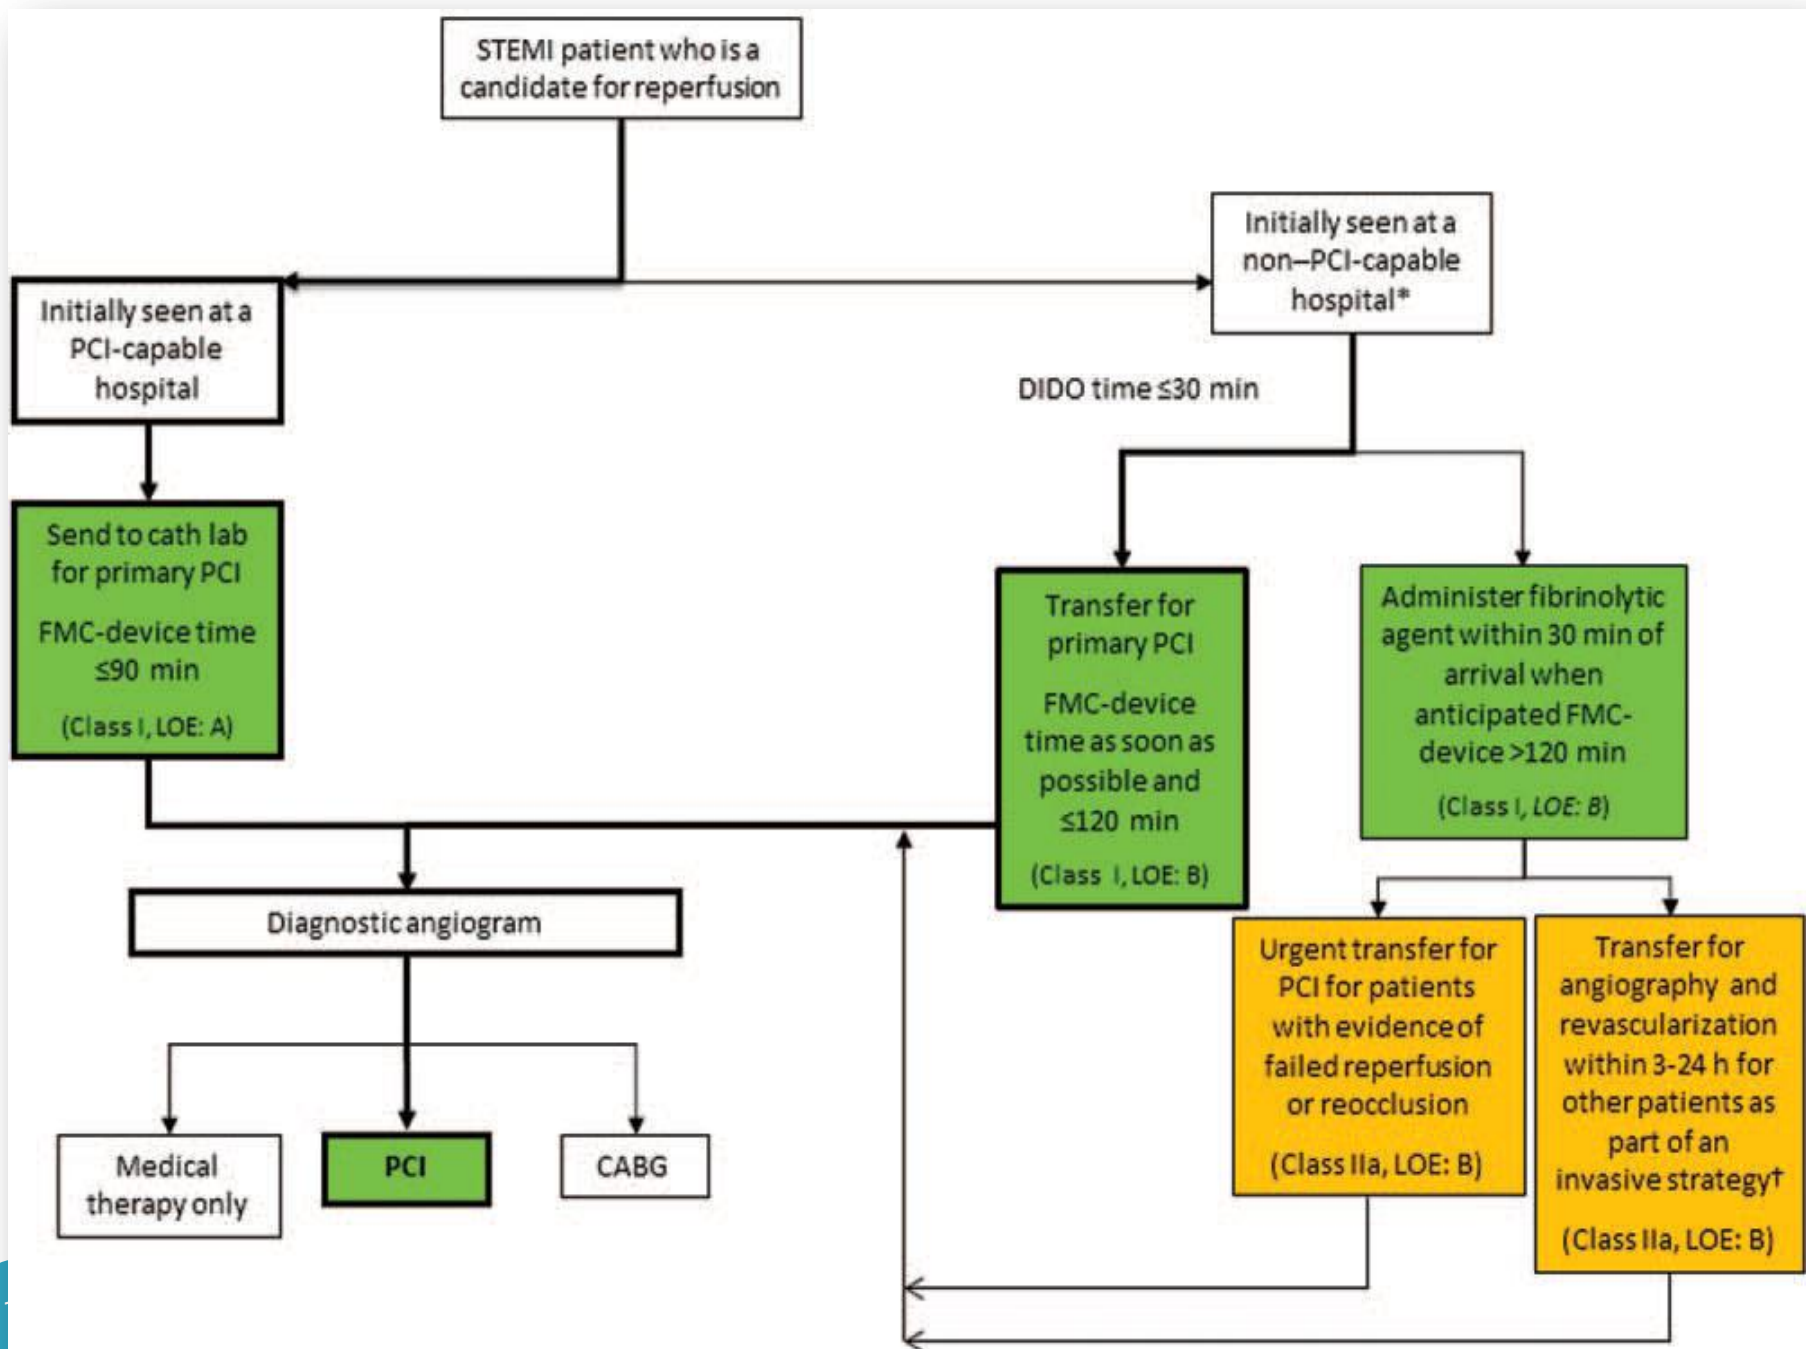 STEMI patient who is a
candidate for reperfusion
Initially seen at a
non–PCI-capable
hospital*
Initially seen at a
PCI-capable
hospital
DIDO time ≤30 min
Send to cath lab
for primary PCI
FMC-device time
≤90 min
(Class I, LOE: A)
Transfer for
primary PCI
FMC-device
time as soon as
possible and
≤120 min
(Class I, LOE: B)
Administer fibrinolytic
agent within 30 min of
arrival when
anticipated FMC-
device >120 min
(Class I, LOE: B)
Diagnostic angiogram
Urgent transfer for
PCI for patients
with evidence of
failed reperfusion
or reocclusion
(Class IIa, LOE: B)
Transfer for
angiography and
revascularization
within 3-24 h for
other patients as
part of an
invasive strategy†
(Class IIa, LOE: B)
Medical
therapy only
PCI
CABG